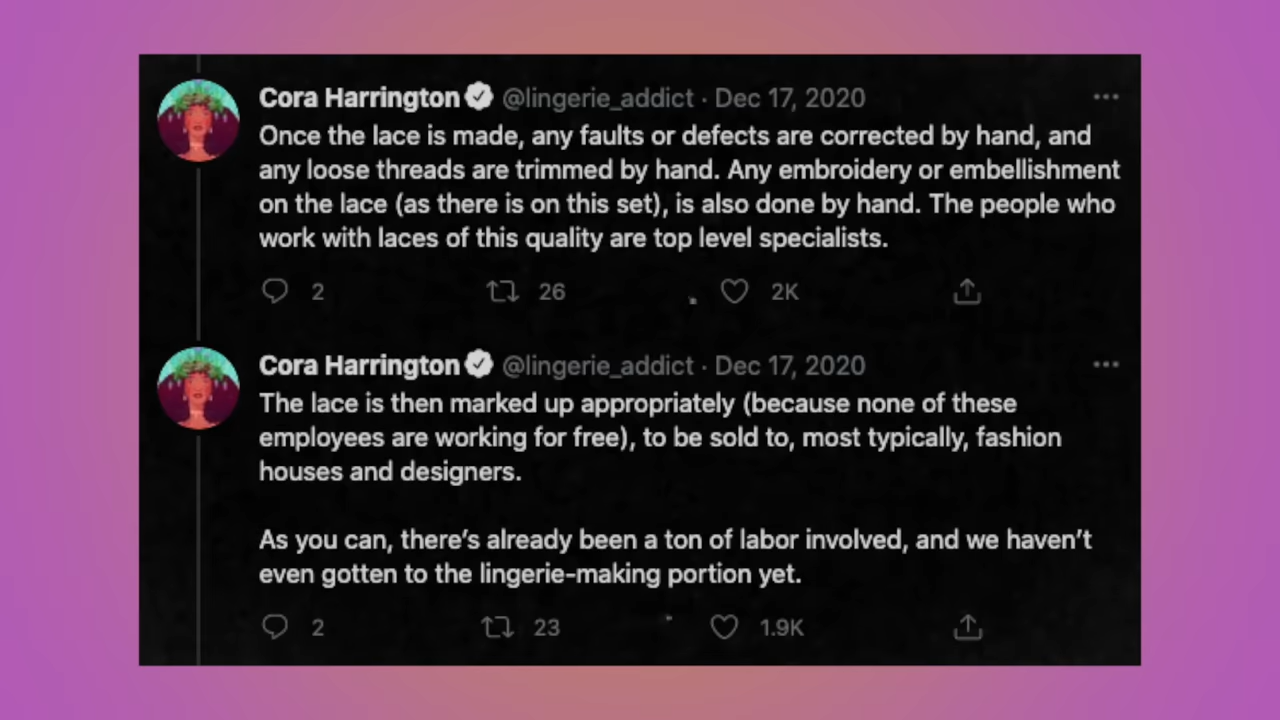 Cora Harrington @lingerie_addict · Dec 17, 2020
Once the lace is made, any faults or defects are corrected by hand, and
any loose threads are trimmed by hand. Any embroidery or embellishment
on the lace (as there is on this set), is also done by hand. The people who
work with laces of this quality are top level specialists.
2 26 2K
Cora Harrington @lingerie_addict · Dec 17, 2020
The lace is then marked up appropriately (because none of these
employees are working for free), to be sold to, most typically, fashion
houses and designers.
As you can, there’s already been a ton of labor involved, and we haven’t
even gotten to the lingerie-making portion yet.
2 23 1.9K